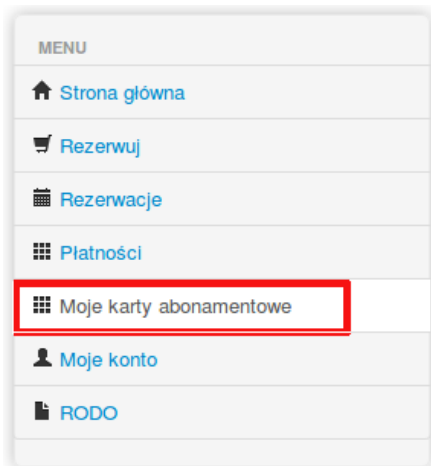 MENU
Strona główna
Rezerwuj
Rezerwacje
Płatności
Moje karty abonamentowe
Moje konto
RODO